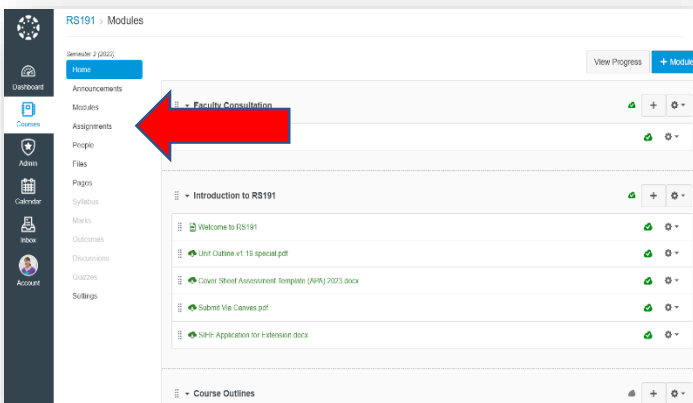 RS191 > Modules
Semester 2 (2023)
View Progress
+ Module
Dashboard
Courses
Admin
Calendar
Inbox
Account
Home
Announcements
Modules
Assignments
People
Files
Pages
Syllabus
Marks
Outcomes
Discussions
Quizzes
Settings
Faculty Consultation
Introduction to RS191
Welcome to RS191
Unit Outline.v1.19.special.pdf
Cover Sheet Assessment Template (APA) 2023.docx
Submit Via Canvas.pdf
SIHE Application for Extension.docx
Course Outlines